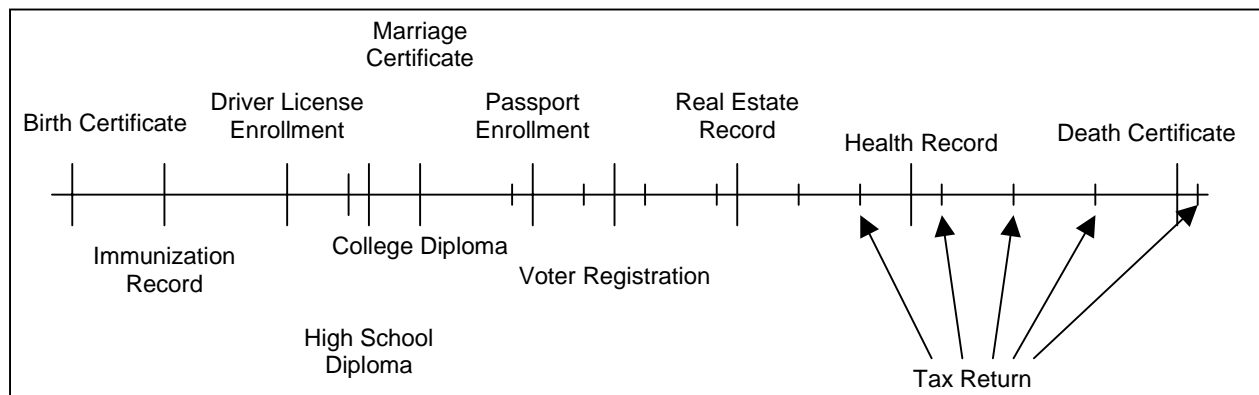 Marriage
Certificate
Driver License
Enrollment
Passport
Enrollment
Real Estate
Record
Birth Certificate
Health Record
Death Certificate
Immunization
Record
College Diploma
Voter Registration
High School
Diploma
Tax Return